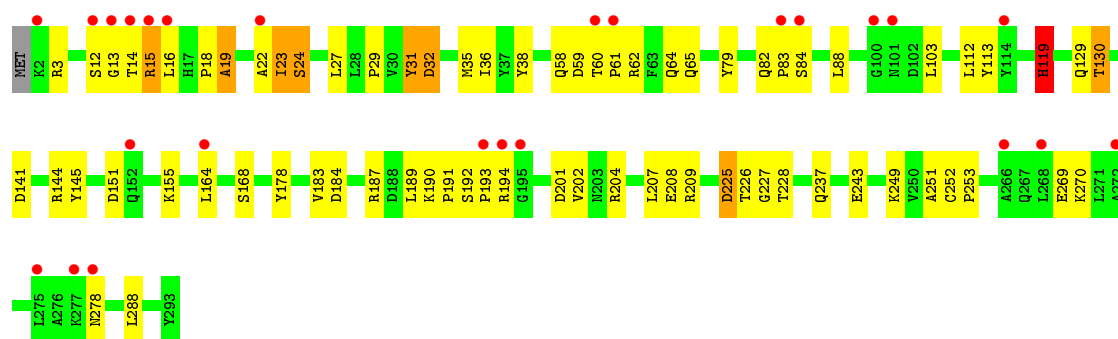 MET K2 R3 S12 G13 T14 R15 L16 H17 P18 A19 A22 I23 S24 L27 L28 P29 V30 Y31 D32 M35 I36 Y37 Y38 Q58 D59 T60 P61 R62 F63 Q64 Q65 Y79 Q82 P83 S84 L88 G100 N101 D102 L103 L112 Y113 Y114 H119 Q129 T130
D141 R144 Y145 D151 Q152 K155 L164 S168 Y178 V183 D184 R187 D188 L189 K190 P191 S192 P193 R194 G195 D201 V202 N203 R204 L207 E208 R209 D225 T226 G227 T228 Q237 E243 K249 V250 A251 C252 P253 A266 Q267 L268 E269 K270 L271 A272
L275 A276 K277 N278 L288 Y293